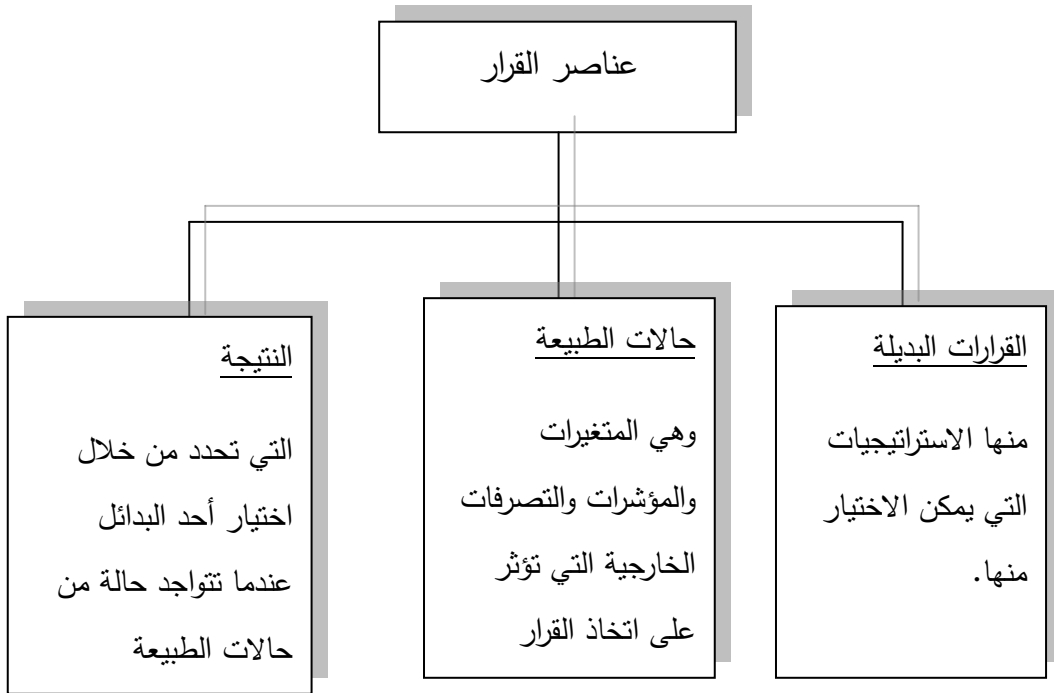 عناصر القرار
القرارات البديلة
منها الاستراتيجيات
التي يمكن الاختيار
منها.
حالات الطبيعة
وهي المتغيرات
والمؤشرات والتصرفات
الخارجية التي تؤثر
على اتخاذ القرار
النتيجة
التي تحدد من خلال
اختيار أحد البدائل
عندما تتواجد حالة من
حالات الطبيعة